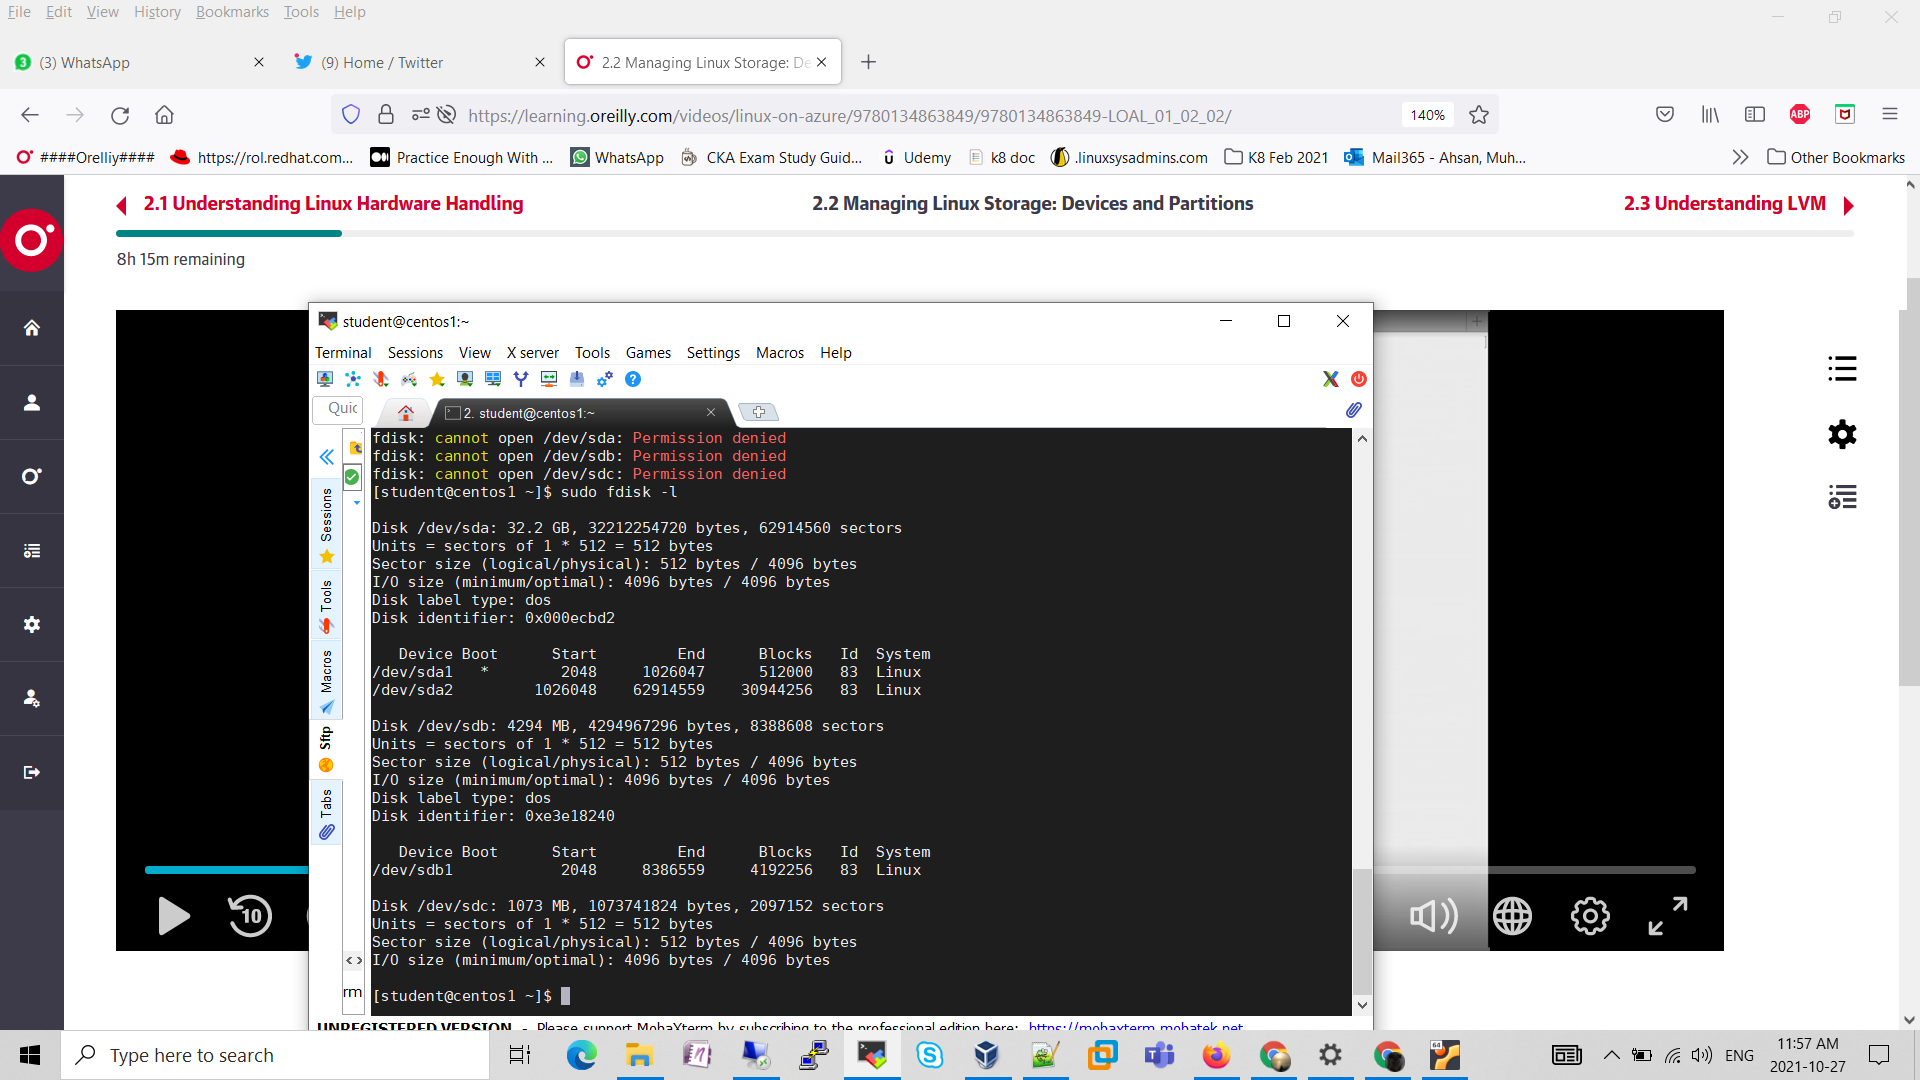 File Edit View History Bookmarks Tools Help
3 (3) WhatsApp
(9) Home / Twitter
2.2 Managing Linux Storage: De
https://learning.oreilly.com/videos/linux-on-azure/9780134863849/9780134863849-LOAL_01_02_02/
140%
ABP
####Orelliy####
https://rol.redhat.com...
Practice Enough With ...
WhatsApp
CKA Exam Study Guid...
Udemy
k8 doc
.linuxsysadmins.com
K8 Feb 2021
Mail365 - Ahsan, Muh...
Other Bookmarks
2.1 Understanding Linux Hardware Handling
2.2 Managing Linux Storage: Devices and Partitions
2.3 Understanding LVM
8h 15m remaining
student@centos1:~
Terminal Sessions View X server Tools Games Settings Macros Help
Quic
2. student@centos1:~
Sessions
Tools
Macros
Sftp
Tabs
fdisk: cannot open /dev/sda: Permission denied
fdisk: cannot open /dev/sdb: Permission denied
fdisk: cannot open /dev/sdc: Permission denied
[student@centos1 ~]$ sudo fdisk -l
Disk /dev/sda: 32.2 GB, 32212254720 bytes, 62914560 sectors
Units = sectors of 1 * 512 = 512 bytes
Sector size (logical/physical): 512 bytes / 4096 bytes
I/O size (minimum/optimal): 4096 bytes / 4096 bytes
Disk label type: dos
Disk identifier: 0x000ecbd2
Device Boot Start End Blocks Id System
/dev/sda1 * 2048 1026047 512000 83 Linux
/dev/sda2 1026048 62914559 30944256 83 Linux
Disk /dev/sdb: 4294 MB, 4294967296 bytes, 8388608 sectors
Units = sectors of 1 * 512 = 512 bytes
Sector size (logical/physical): 512 bytes / 4096 bytes
I/O size (minimum/optimal): 4096 bytes / 4096 bytes
Disk label type: dos
Disk identifier: 0xe3e18240
Device Boot Start End Blocks Id System
/dev/sdb1 2048 8386559 4192256 83 Linux
Disk /dev/sdc: 1073 MB, 1073741824 bytes, 2097152 sectors
Units = sectors of 1 * 512 = 512 bytes
Sector size (logical/physical): 512 bytes / 4096 bytes
I/O size (minimum/optimal): 4096 bytes / 4096 bytes
rm
[student@centos1 ~]$
10
UNREGISTERED VERSION - Please support MobaXterm by subscribing to the professional edition here: https://mobaxterm.mobatek.net
Type here to search
64
ENG
11:57 AM
2021-10-27